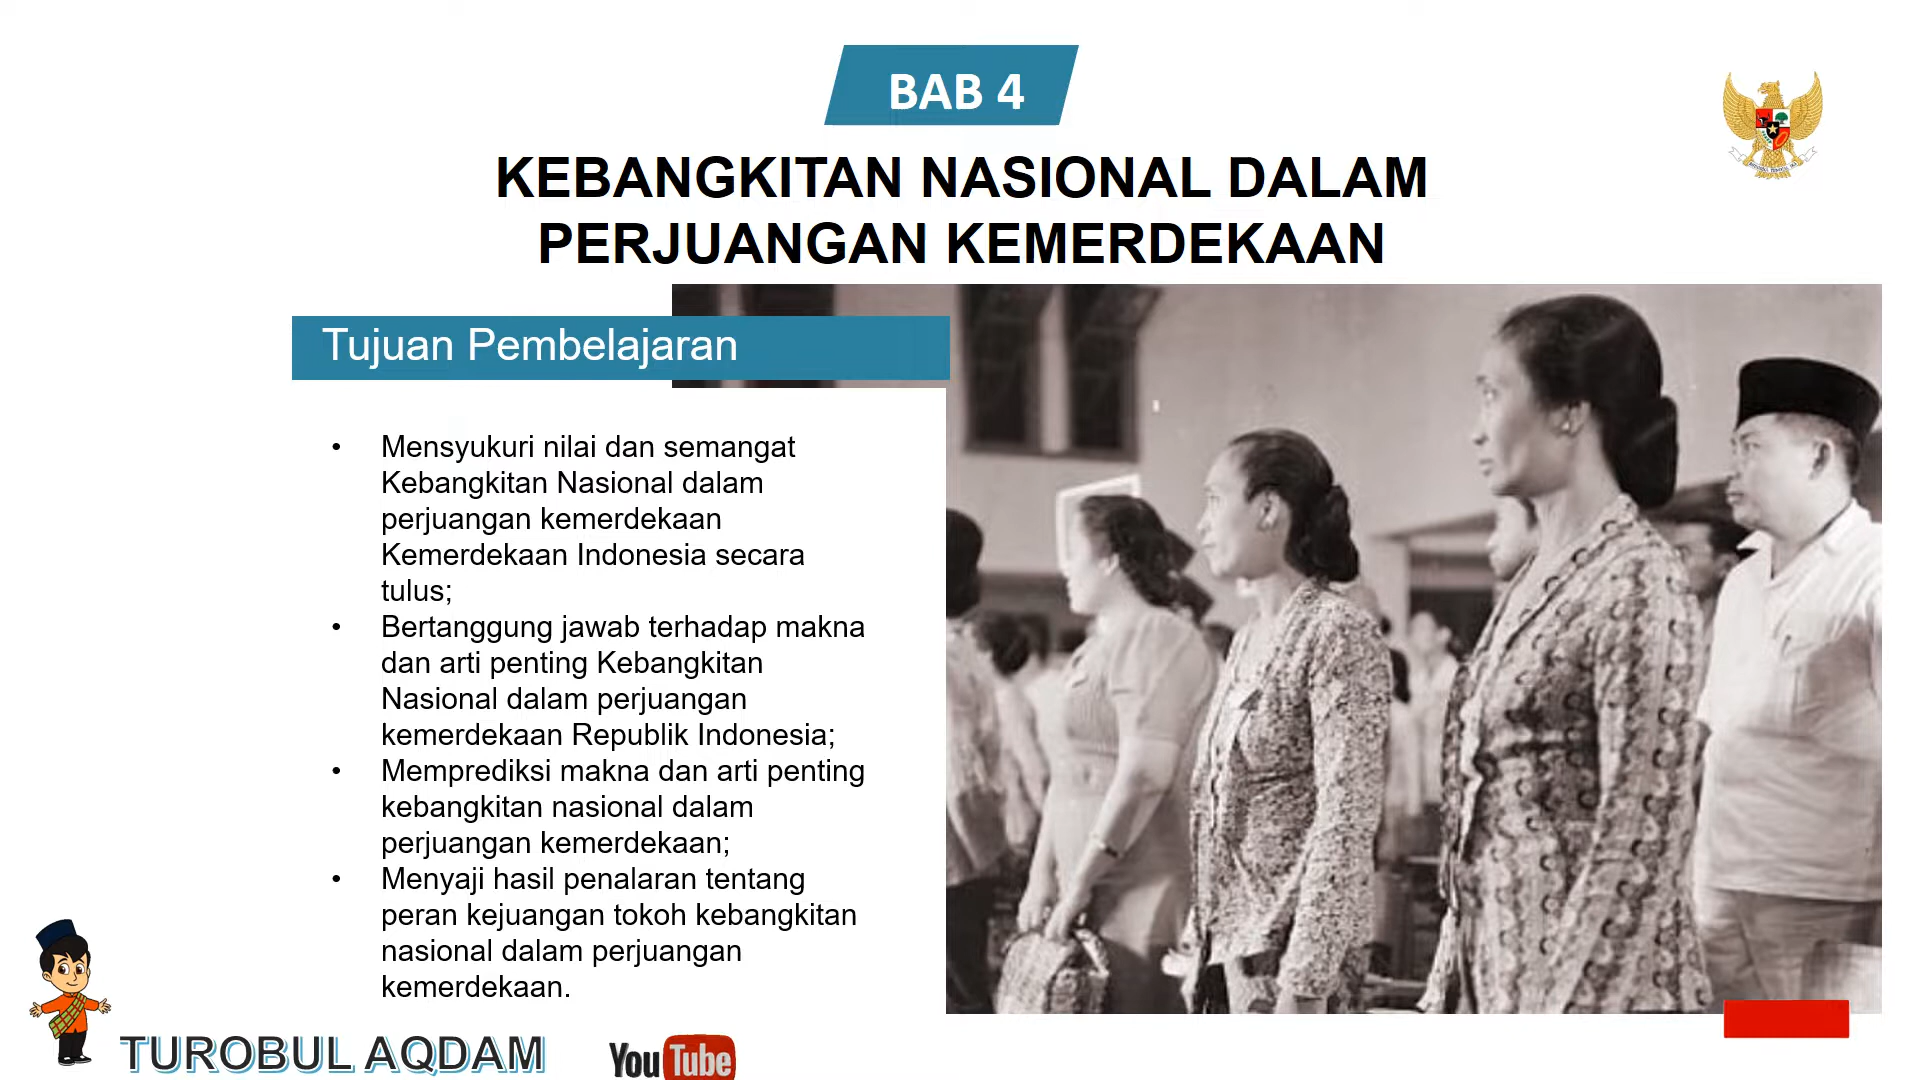 BAB 4
KEBANGKITAN NASIONAL DALAM
PERJUANGAN KEMERDEKAAN
Tujuan Pembelajaran
• Mensyukuri nilai dan semangat
Kebangkitan Nasional dalam
perjuangan kemerdekaan
Kemerdekaan Indonesia secara
tulus;
• Bertanggung jawab terhadap makna
dan arti penting Kebangkitan
Nasional dalam perjuangan
kemerdekaan Republik Indonesia;
• Memprediksi makna dan arti penting
kebangkitan nasional dalam
perjuangan kemerdekaan;
• Menyaji hasil penalaran tentang
peran kejuangan tokoh kebangkitan
nasional dalam perjuangan
kemerdekaan.
TUROBUL AQDAM
YouTube